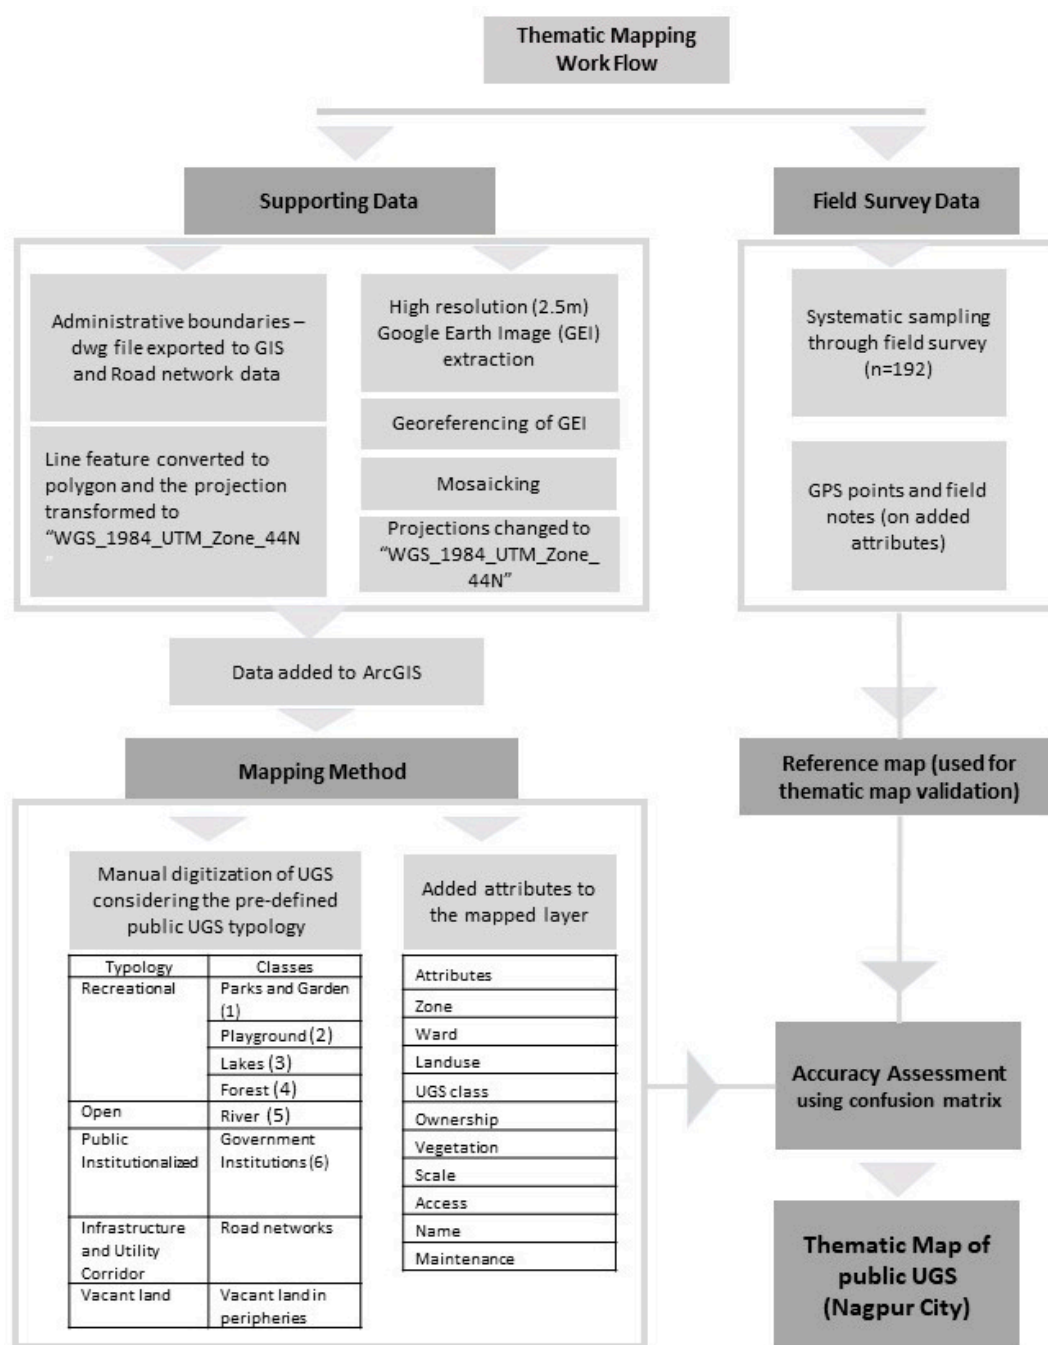 Thematic Mapping
Work Flow
Supporting Data
Field Survey Data
Administrative boundaries –
dwg file exported to GIS
and Road network data
Line feature converted to
polygon and the projection
transformed to
“WGS_1984_UTM_Zone_44N
”
High resolution (2.5m)
Google Earth Image (GEI)
extraction
Georeferencing of GEI
Mosaicking
Projections changed to
“WGS_1984_UTM_Zone_
44N”
Systematic sampling
through field survey
(n=192)
GPS points and field
notes (on added
attributes)
Data added to ArcGIS
Mapping Method
Reference map (used for
thematic map validation)
Manual digitization of UGS
considering the pre-defined
public UGS typology
Typology
Classes
Recreational
Parks and Garden
(1)
Playground (2)
Lakes (3)
Forest (4)
Open
River (5)
Public
Institutionalized
Government
Institutions (6)
Infrastructure
and Utility
Corridor
Road networks
Vacant land
Vacant land in
peripheries
Added attributes to
the mapped layer
Attributes
Zone
Ward
Landuse
UGS class
Ownership
Vegetation
Scale
Access
Name
Maintenance
Accuracy Assessment
using confusion matrix
Thematic Map of
public UGS
(Nagpur City)